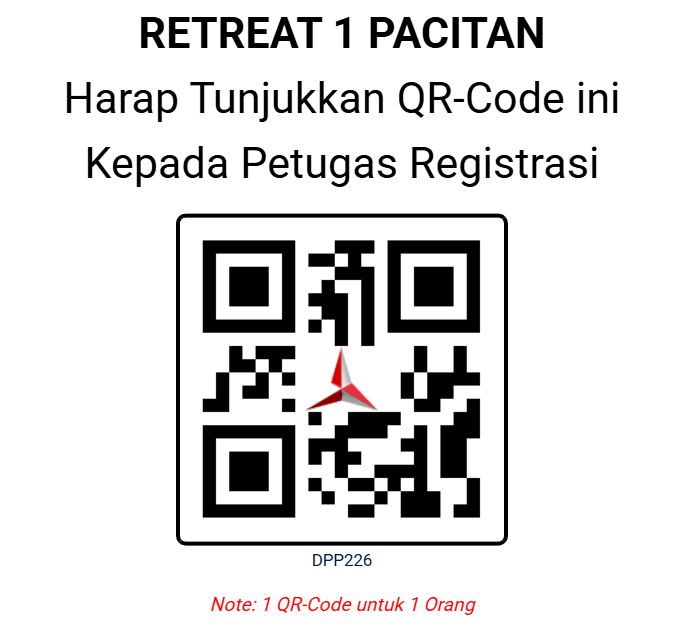 RETREAT 1 PACITAN
Harap Tunjukkan QR-Code ini
Kepada Petugas Registrasi
DPP226
Note: 1 QR-Code untuk 1 Orang